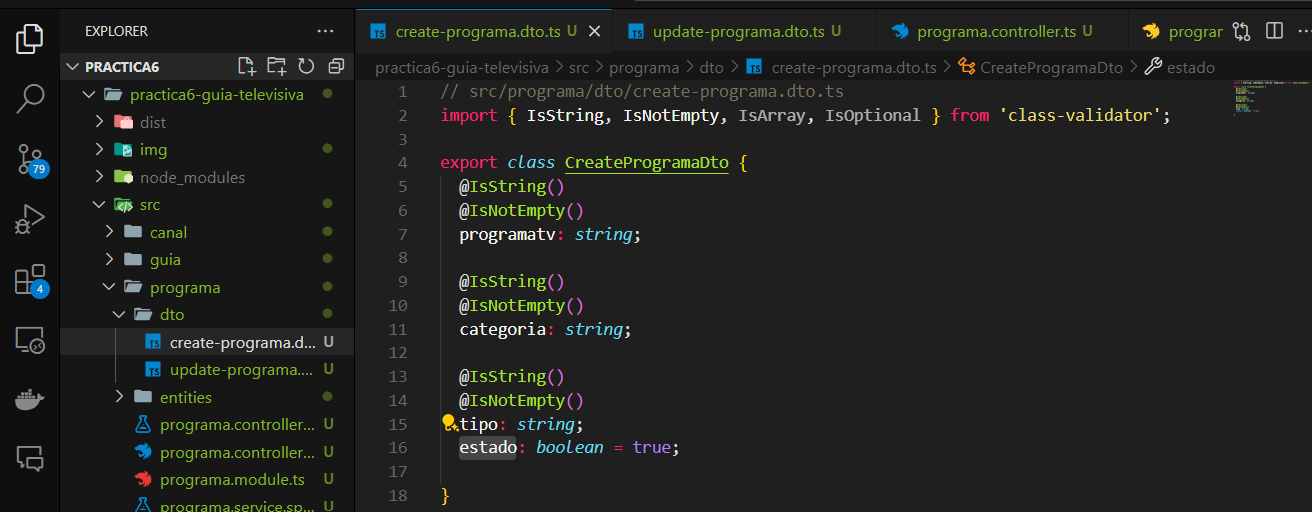 EXPLORER
PRACTICA6
practica6-guia-televisiva
dist
img
node_modules
src
canal
guia
programa
dto
create-programa.d... U
update-programa.... U
entities
programa.controller... U
programa.controller... U
programa.module.ts U
programa.service.sp... U
79
4
create-programa.dto.ts U
update-programa.dto.ts U
programa.controller.ts U
program
practica6-guia-televisiva > src > programa > dto > TS create-programa.dto.ts > CreateProgramaDto > estado
1 // src/programa/dto/create-programa.dto.ts
2 import { IsString, IsNotEmpty, IsArray, IsOptional } from 'class-validator';
3
4 export class CreateProgramaDto {
5 @IsString()
6 @IsNotEmpty()
7 programatv: string;
8
9 @IsString()
10 @IsNotEmpty()
11 categoria: string;
12
13 @IsString()
14 @IsNotEmpty()
15 tipo: string;
16 estado: boolean = true;
17
18 }